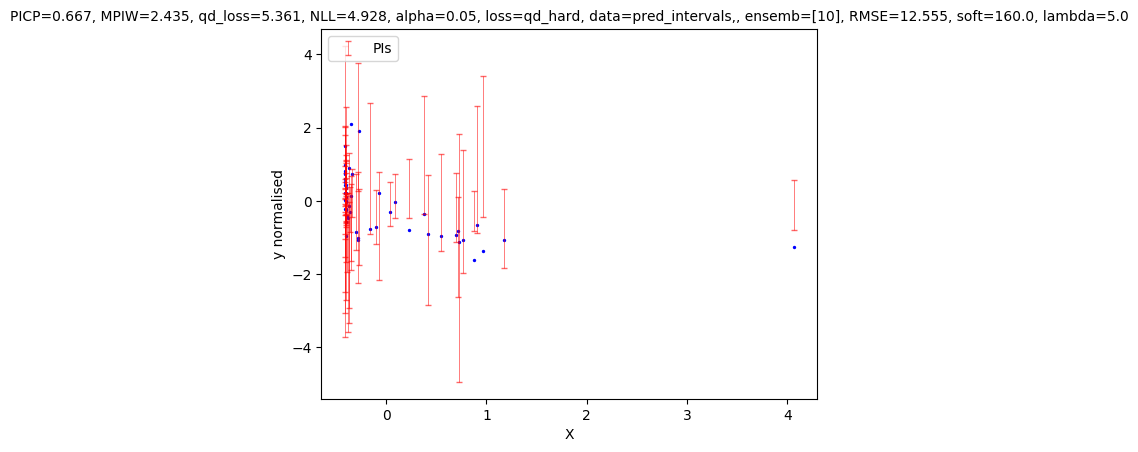 PICP=0.667, MPIW=2.435, qd_loss=5.361, NLL=4.928, alpha=0.05, loss=qd_hard, data=pred_intervals,, ensemb=[10], RMSE=12.555, soft=160.0, lambda=5.0
PIs
4
2
0
−2
−4
y normalised
0 1 2 3 4
X